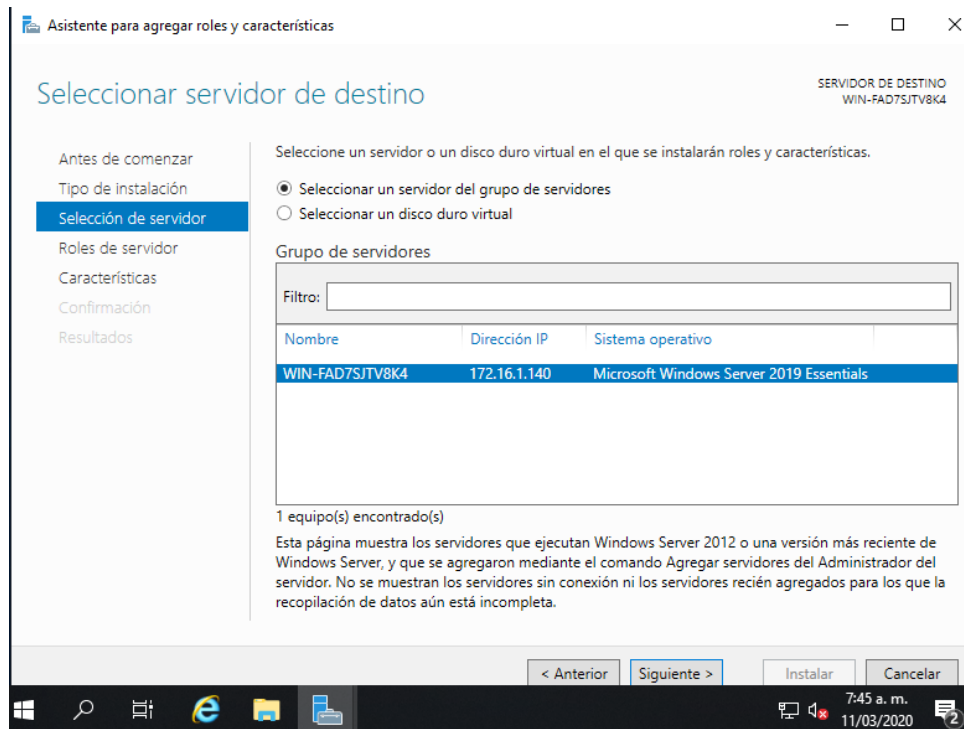 Asistente para agregar roles y características
Seleccionar servidor de destino
SERVIDOR DE DESTINO
WIN-FAD7SJTV8K4
Antes de comenzar
Tipo de instalación
Selección de servidor
Roles de servidor
Características
Confirmación
Resultados
Seleccione un servidor o un disco duro virtual en el que se instalarán roles y características.
Seleccionar un servidor del grupo de servidores
Seleccionar un disco duro virtual
Grupo de servidores
Filtro:
Nombre Dirección IP Sistema operativo
WIN-FAD7SJTV8K4 172.16.1.140 Microsoft Windows Server 2019 Essentials
1 equipo(s) encontrado(s)
Esta página muestra los servidores que ejecutan Windows Server 2012 o una versión más reciente de
Windows Server, y que se agregaron mediante el comando Agregar servidores del Administrador del
servidor. No se muestran los servidores sin conexión ni los servidores recién agregados para los que la
recopilación de datos aún está incompleta.
< Anterior Siguiente > Instalar Cancelar
7:45 a. m.
11/03/2020
2